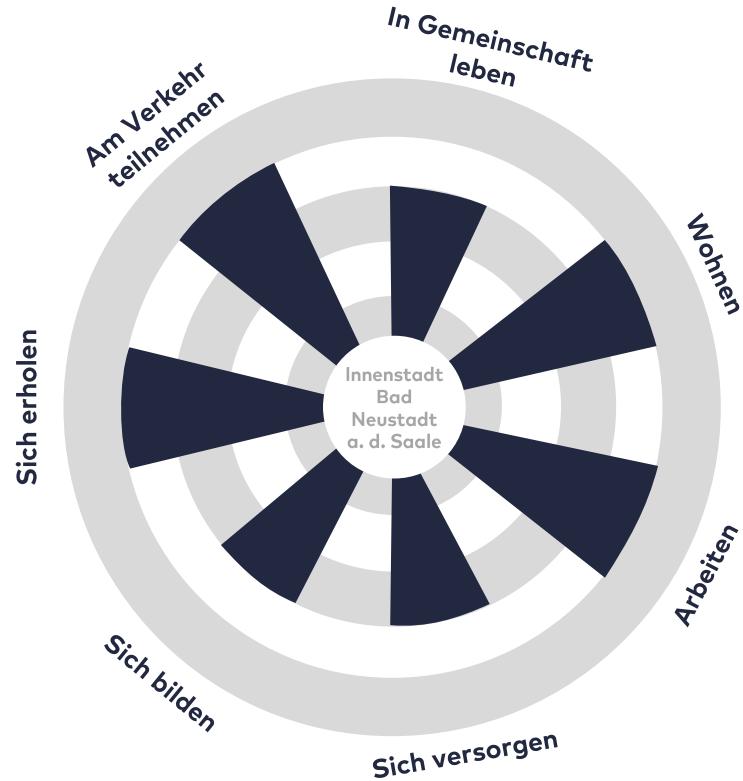 In Gemeinschaft
leben
Am Verkehr
teilnehmen
Wohnen
Sich erholen
Innenstadt
Bad
Neustadt
a. d. Saale
Arbeiten
Sich bilden
Sich versorgen